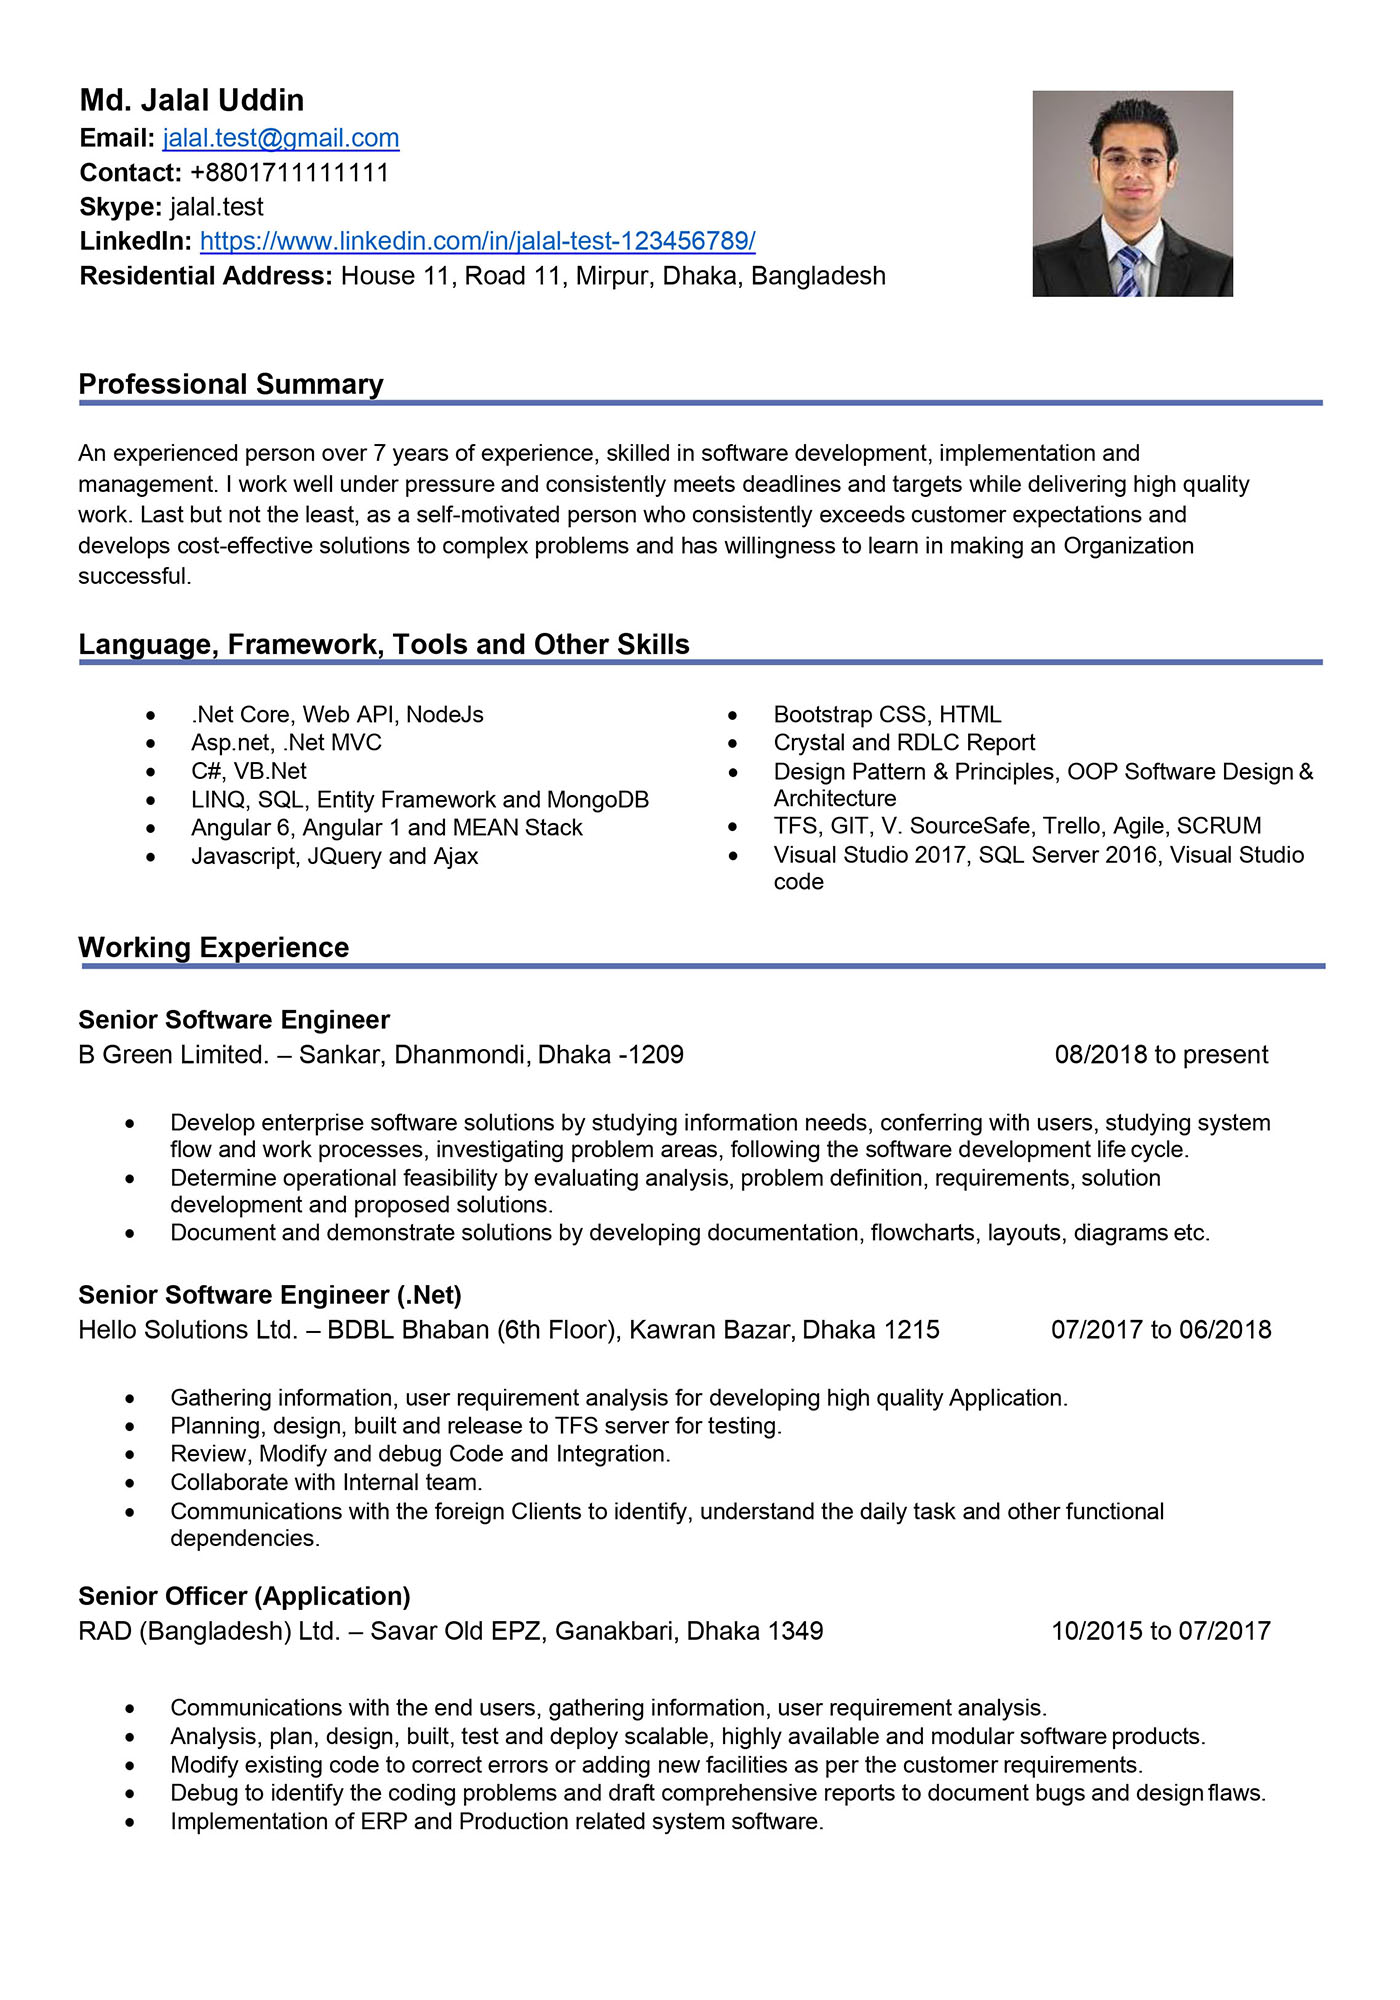 Md. Jalal Uddin
Email: jalal.test@gmail.com
Contact: +8801711111111
Skype: jalal.test
LinkedIn: https://www.linkedin.com/in/jalal-test-123456789/
Residential Address: House 11, Road 11, Mirpur, Dhaka, Bangladesh
Professional Summary
An experienced person over 7 years of experience, skilled in software development, implementation and
management. I work well under pressure and consistently meets deadlines and targets while delivering high quality
work. Last but not the least, as a self-motivated person who consistently exceeds customer expectations and
develops cost-effective solutions to complex problems and has willingness to learn in making an Organization
successful.
Language, Framework, Tools and Other Skills
• .Net Core, Web API, NodeJs
• Asp.net, .Net MVC
• C#, VB.Net
• LINQ, SQL, Entity Framework and MongoDB
• Angular 6, Angular 1 and MEAN Stack
• Javascript, JQuery and Ajax
• Bootstrap CSS, HTML
• Crystal and RDLC Report
• Design Pattern & Principles, OOP Software Design &
Architecture
• TFS, GIT, V. SourceSafe, Trello, Agile, SCRUM
• Visual Studio 2017, SQL Server 2016, Visual Studio
code
Working Experience
Senior Software Engineer
B Green Limited. – Sankar, Dhanmondi, Dhaka -1209 08/2018 to present
• Develop enterprise software solutions by studying information needs, conferring with users, studying system
flow and work processes, investigating problem areas, following the software development life cycle.
• Determine operational feasibility by evaluating analysis, problem definition, requirements, solution
development and proposed solutions.
• Document and demonstrate solutions by developing documentation, flowcharts, layouts, diagrams etc.
Senior Software Engineer (.Net)
Hello Solutions Ltd. – BDBL Bhaban (6th Floor), Kawran Bazar, Dhaka 1215 07/2017 to 06/2018
• Gathering information, user requirement analysis for developing high quality Application.
• Planning, design, built and release to TFS server for testing.
• Review, Modify and debug Code and Integration.
• Collaborate with Internal team.
• Communications with the foreign Clients to identify, understand the daily task and other functional
dependencies.
Senior Officer (Application)
RAD (Bangladesh) Ltd. – Savar Old EPZ, Ganakbari, Dhaka 1349 10/2015 to 07/2017
• Communications with the end users, gathering information, user requirement analysis.
• Analysis, plan, design, built, test and deploy scalable, highly available and modular software products.
• Modify existing code to correct errors or adding new facilities as per the customer requirements.
• Debug to identify the coding problems and draft comprehensive reports to document bugs and design flaws.
• Implementation of ERP and Production related system software.